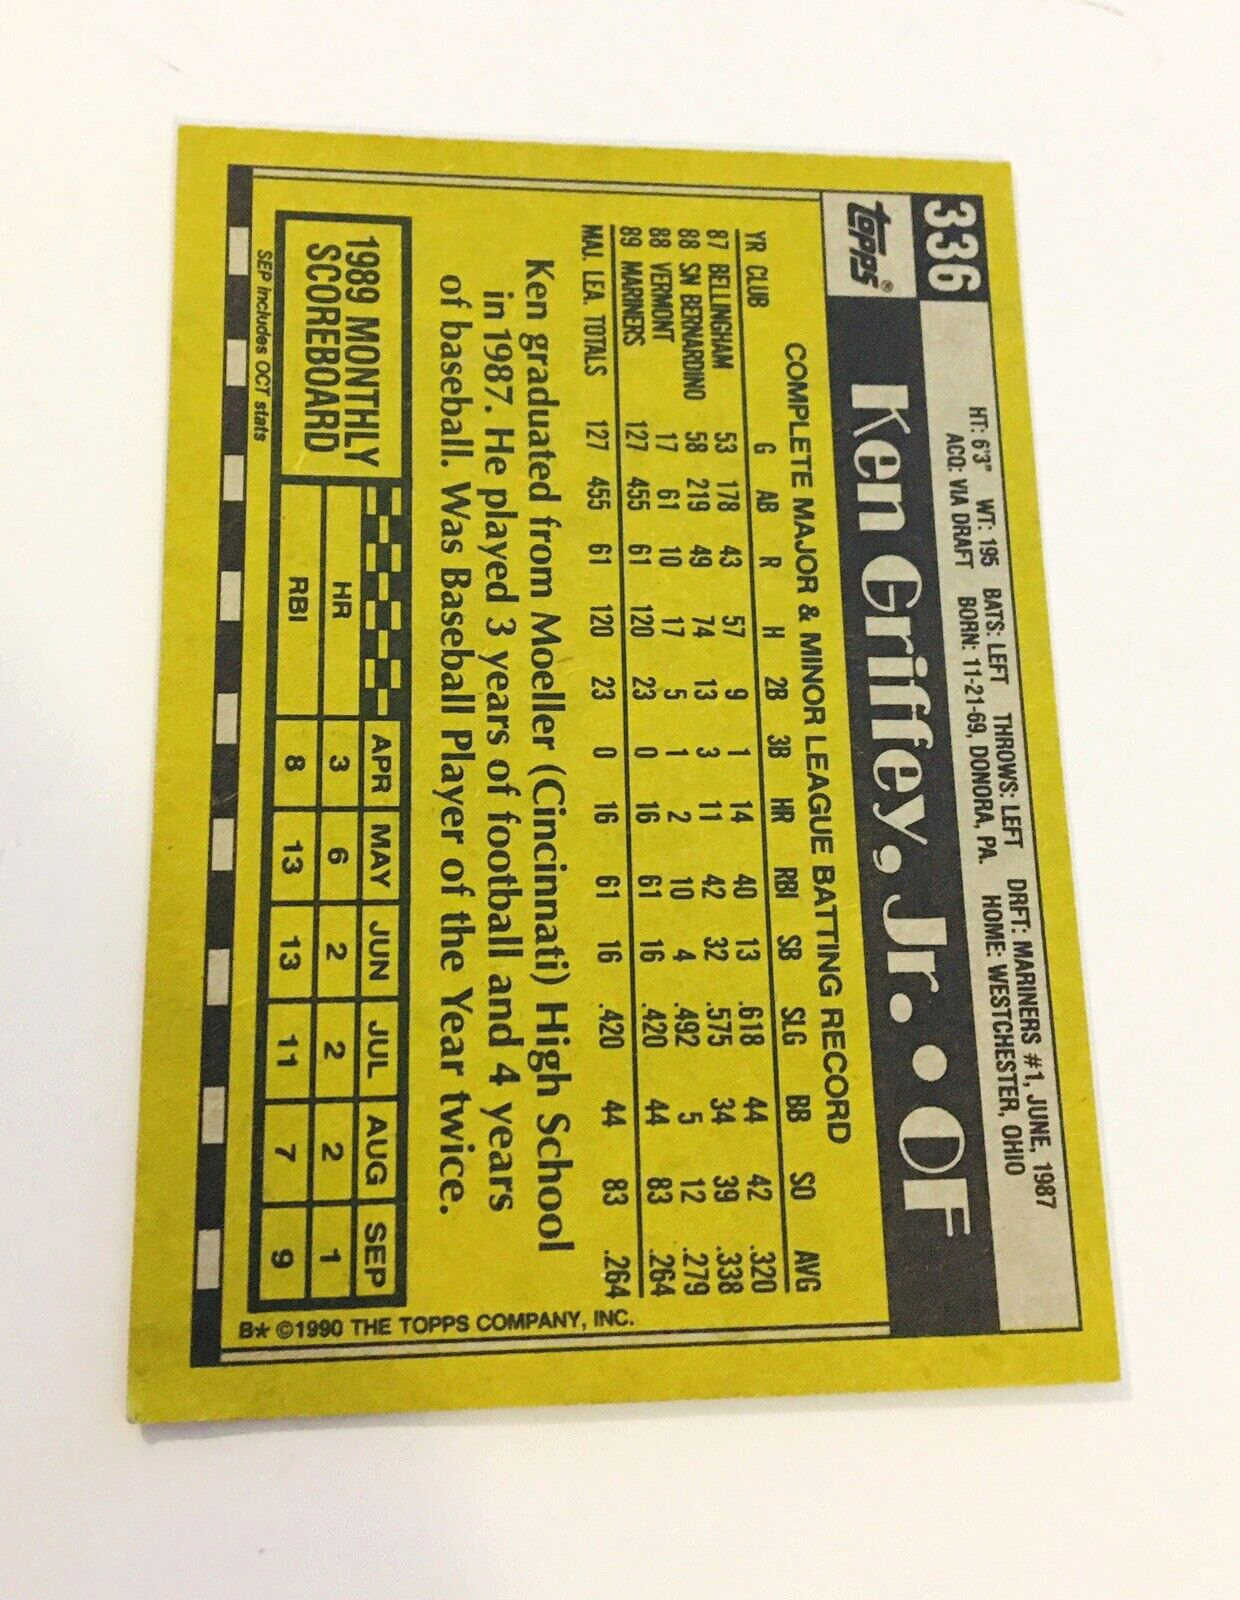 336
HT: 6'3" WT: 195 BATS: LEFT THROWS: LEFT DRFT: MARINERS #1, JUNE, 1987
ACQ: VIA DRAFT BORN: 11-21-69, DONORA, PA. HOME: WESTCHESTER, OHIO
topps®
Ken Griffey, Jr. • OF
COMPLETE MAJOR & MINOR LEAGUE BATTING RECORD
YR CLUB G AB R H 2B 3B HR RBI SB SLG BB SO AVG
87 BELLINGHAM 53 178 43 57 9 1 14 40 13 .618 44 42 .320
88 SN BERNARDINO 58 219 49 74 13 3 11 42 32 .575 34 39 .338
88 VERMONT 17 61 10 17 5 1 2 10 4 .492 5 12 .279
89 MARINERS 127 455 61 120 23 0 16 61 16 .420 44 83 .264
MAJ. LEA. TOTALS 127 455 61 120 23 0 16 61 16 .420 44 83 .264
Ken graduated from Moeller (Cincinnati) High School
in 1987. He played 3 years of football and 4 years
of baseball. Was Baseball Player of the Year twice.
1989 MONTHLY
SCOREBOARD
APR MAY JUN JUL AUG SEP
HR 3 6 2 2 2 1
RBI 8 13 13 11 7 9
SEP includes OCT stats
B* ©1990 THE TOPPS COMPANY, INC.